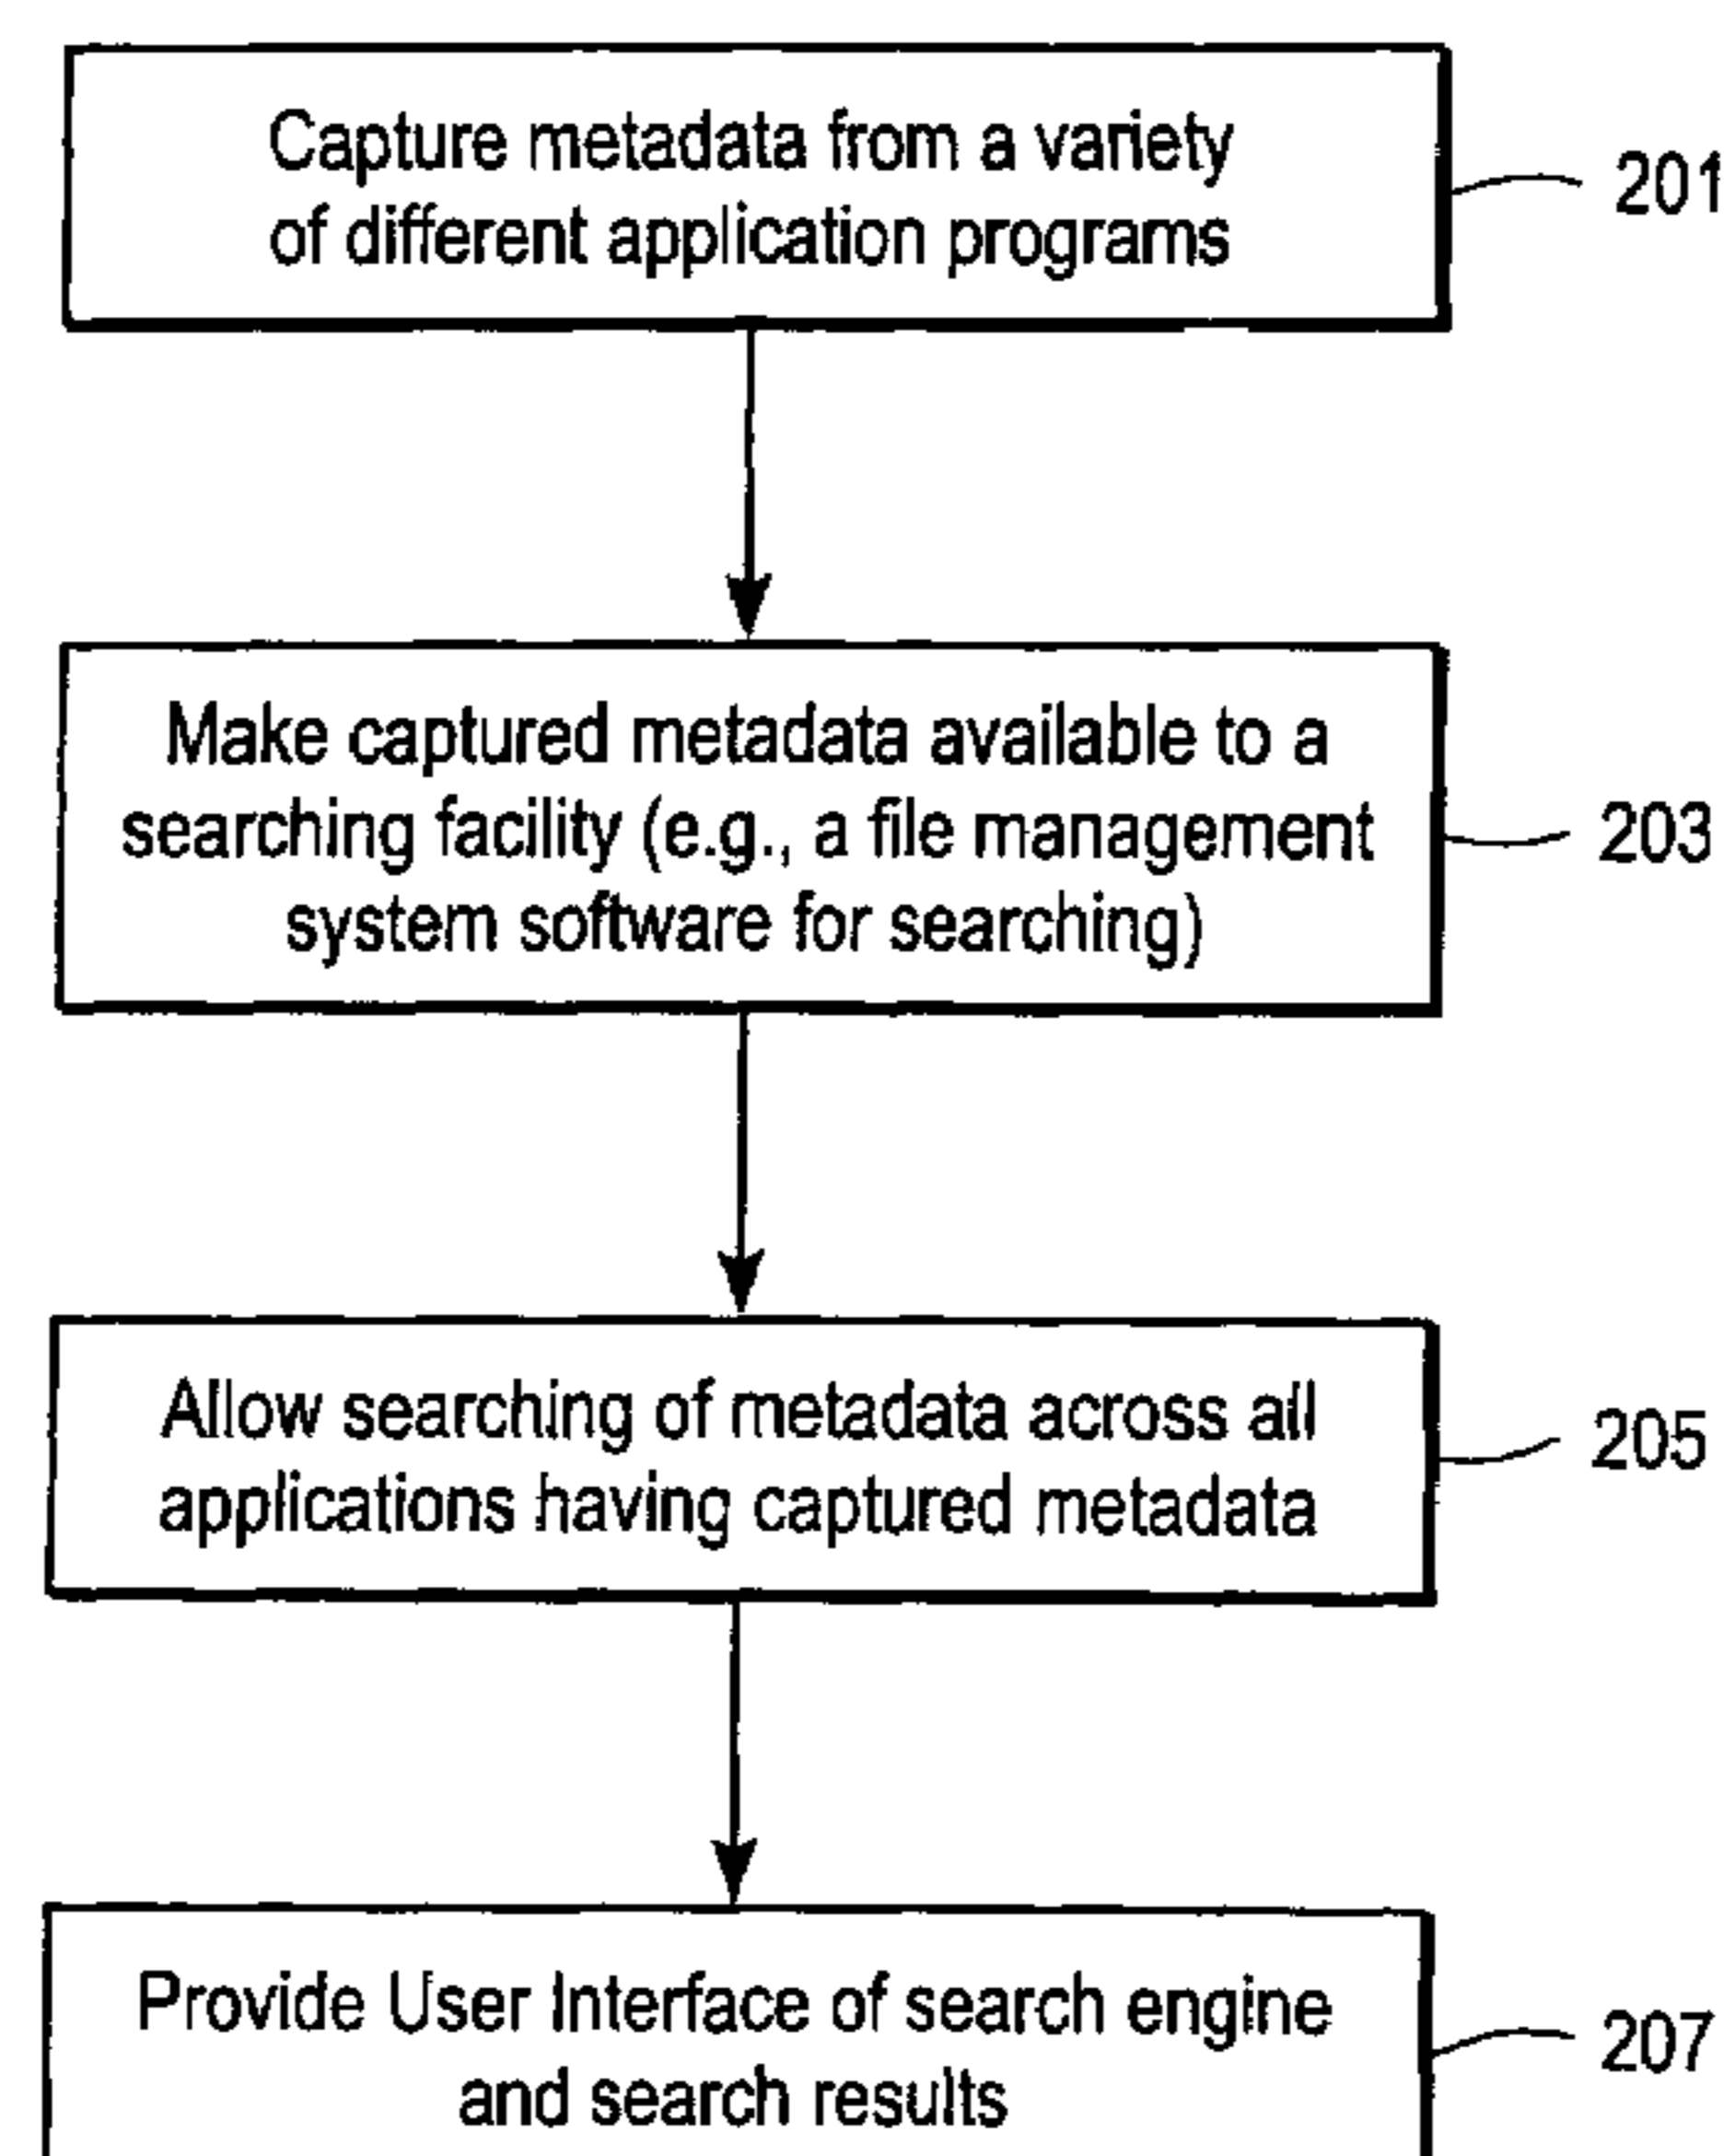 Capture metadata from a variety
of different application programs
201
Make captured metadata available to a
searching facility (e.g., a file management
system software for searching)
203
Allow searching of metadata across all
applications having captured metadata
205
Provide User Interface of search engine
and search results
207